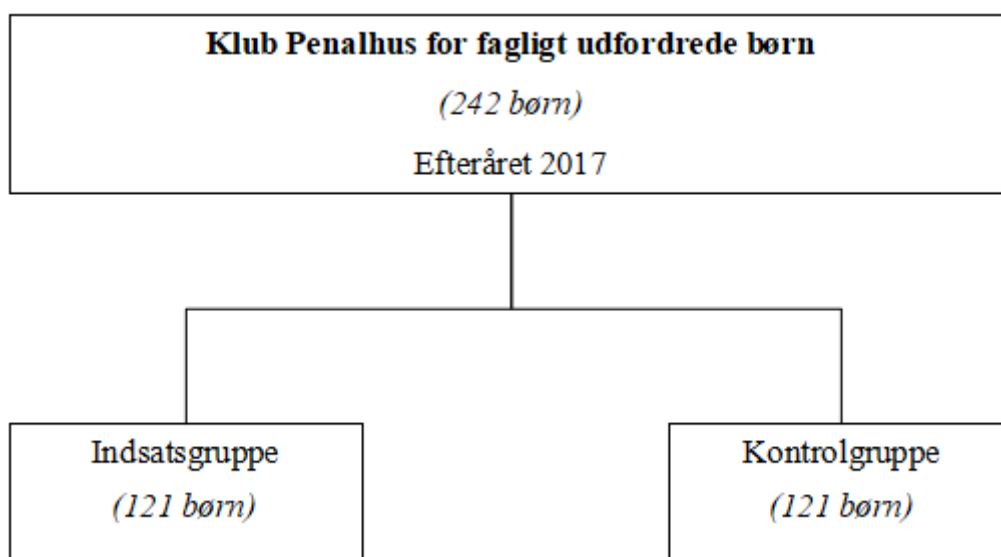 Klub Penalhus for fagligt udfordrede børn
(242 børn)
Efteråret 2017
Indsatsgruppe
(121 børn)
Kontrolgruppe
(121 børn)